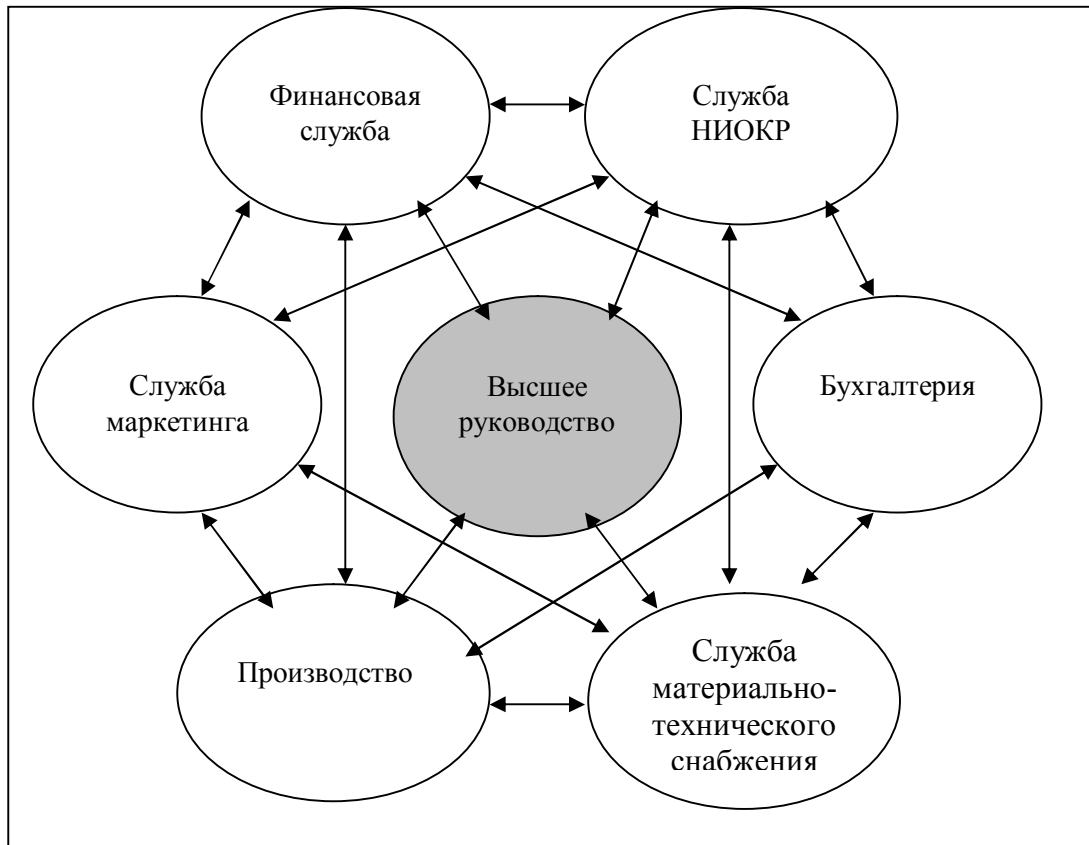 Финансовая
служба
Служба
НИОКР
Служба
маркетинга
Высшее
руководство
Бухгалтерия
Производство
Служба
материально-
технического
снабжения